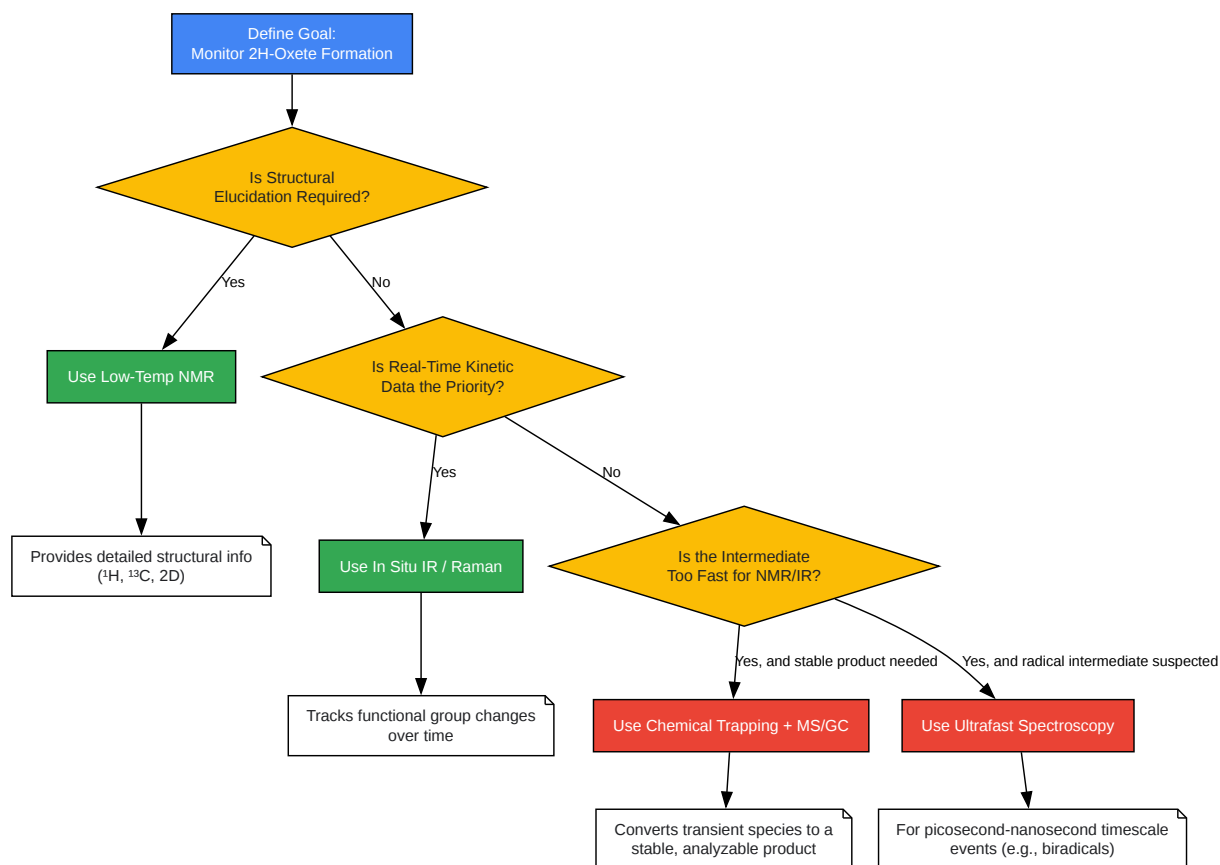 Define Goal:
Monitor 2H-Oxete Formation
Is Structural
Elucidation Required?
Yes
No
Use Low-Temp NMR
Is Real-Time Kinetic
Data the Priority?
Yes
No
Provides detailed structural info
(¹H, ¹³C, 2D)
Use In Situ IR / Raman
Is the Intermediate
Too Fast for NMR/IR?
Yes, and stable product needed
Yes, and radical intermediate suspected
Tracks functional group changes
over time
Use Chemical Trapping + MS/GC
Use Ultrafast Spectroscopy
Converts transient species to a
stable, analyzable product
For picosecond-nanosecond timescale
events (e.g., biradicals)